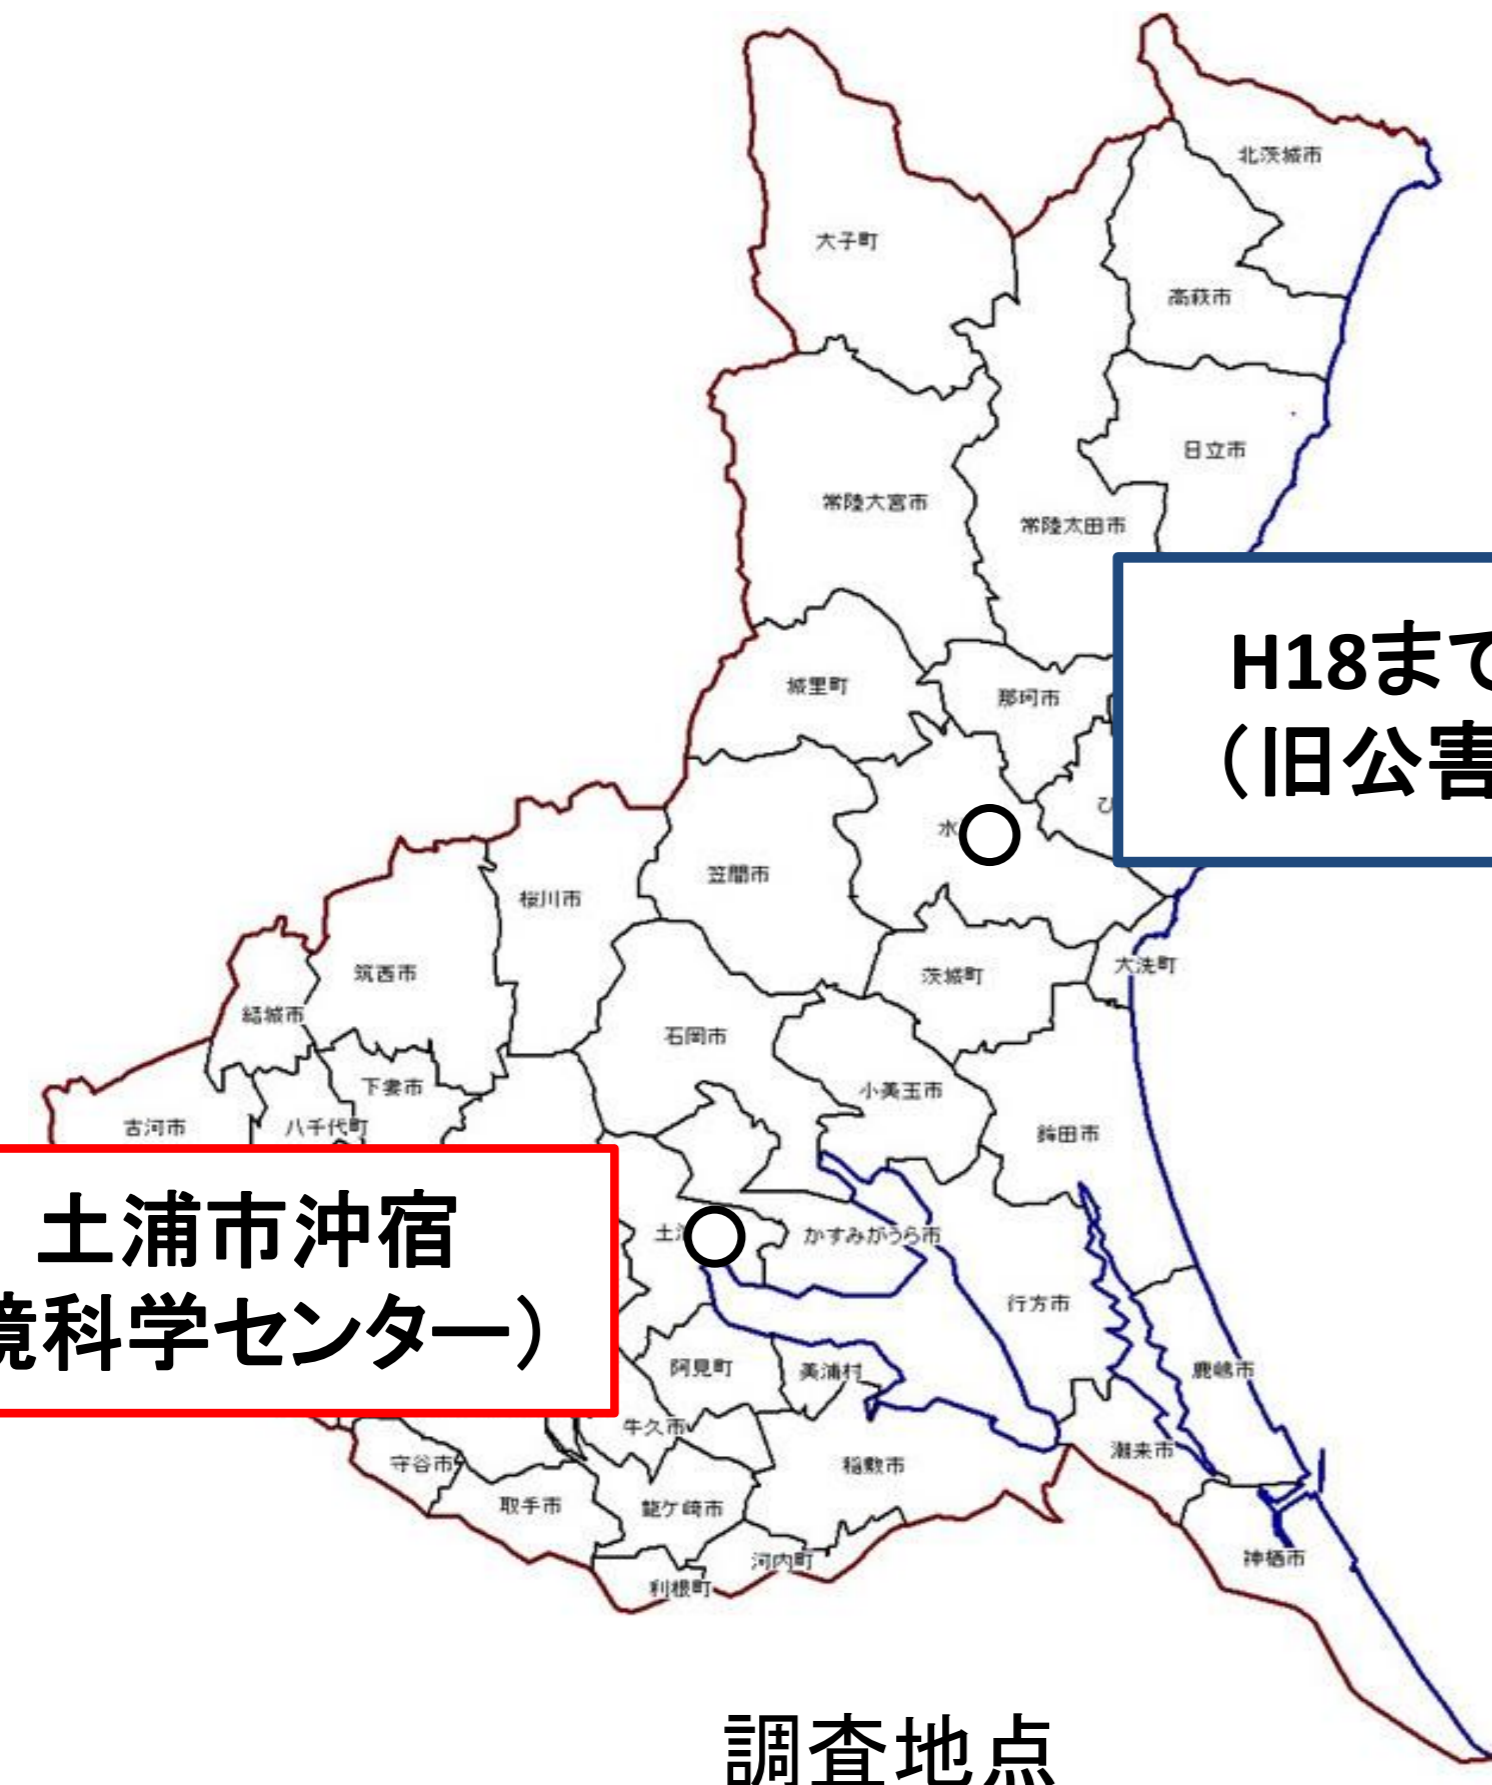 北茨城市
大子町
高萩市
日立市
常陸大宮市
常陸太田市
H18まで
（旧公害
城里町
那珂市
ひ
水
笠間市
桜川市
筑西市
茨城町
大洗町
結城市
石岡市
下妻市
小美玉市
古河市
八千代町
鉾田市
土浦市沖宿
境科学センター）
土浦
かすみがうら市
行方市
阿見町
美浦村
鹿嶋市
牛久市
守谷市
稲敷市
潮来市
取手市
龍ケ崎市
河内町
神栖市
利根町
調査地点